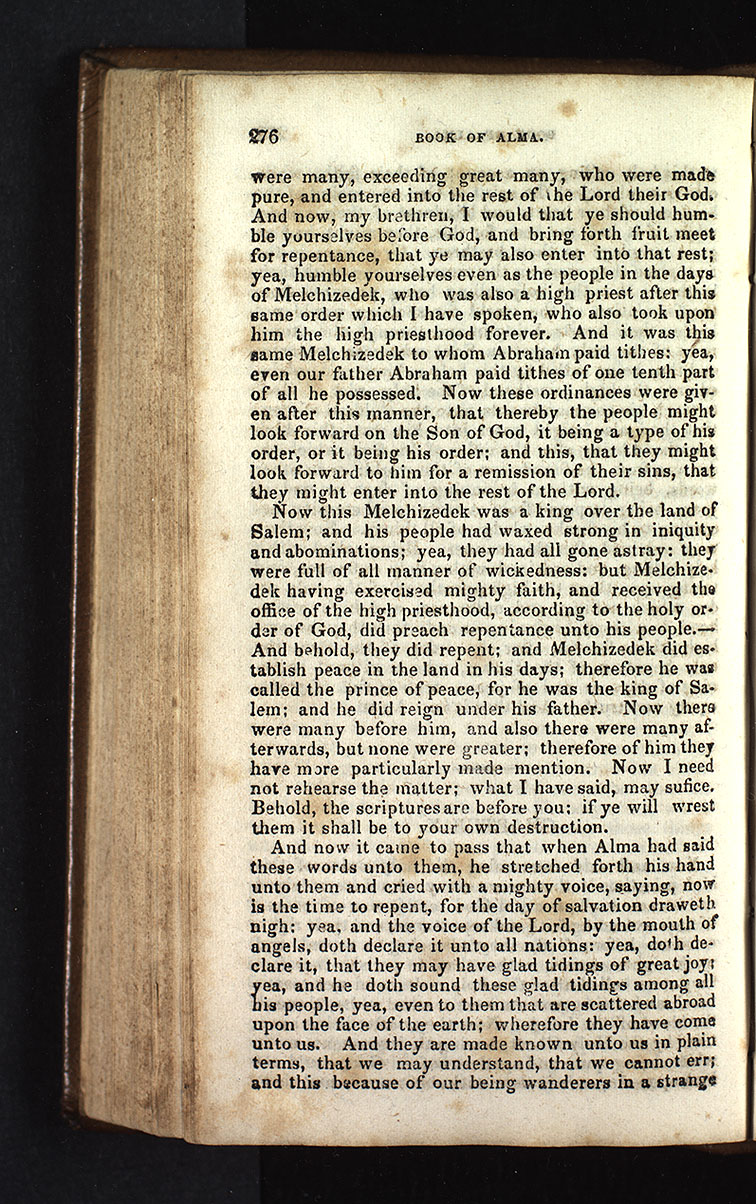 276
BOOK OF ALMA.
were many, exceeding great many, who were made
pure, and entered into the rest of the Lord their God.
And now, my brethren, I would that ye should hum-
ble yourselves before God, and bring forth fruit meet
for repentance, that ye may also enter into that rest;
yea, humble yourselves even as the people in the days
of Melchizedek, who was also a high priest after this
same order which I have spoken, who also took upon
him the high priesthood forever. And it was this
same Melchizedek to whom Abraham paid tithes: yea,
even our father Abraham paid tithes of one tenth part
of all he possessed. Now these ordinances were giv-
en after this manner, that thereby the people might
look forward on the Son of God, it being a type of his
order, or it being his order; and this, that they might
look forward to him for a remission of their sins, that
they might enter into the rest of the Lord.
Now this Melchizedek was a king over the land of
Salem; and his people had waxed strong in iniquity
and abominations; yea, they had all gone astray: they
were full of all manner of wickedness: but Melchize-
dek having exercised mighty faith, and received the
office of the high priesthood, according to the holy or-
der of God, did preach repentance unto his people.—
And behold, they did repent; and Melchizedek did es-
tablish peace in the land in his days; therefore he was
called the prince of peace, for he was the king of Sa-
lem; and he did reign under his father. Now there
were many before him, and also there were many af-
terwards, but none were greater; therefore of him they
have more particularly made mention. Now I need
not rehearse the matter; what I have said, may sufice.
Behold, the scriptures are before you; if ye will wrest
them it shall be to your own destruction.
And now it came to pass that when Alma had said
these words unto them, he stretched forth his hand
unto them and cried with a mighty voice, saying, now
is the time to repent, for the day of salvation draweth
nigh: yea, and the voice of the Lord, by the mouth of
angels, doth declare it unto all nations: yea, doth de-
clare it, that they may have glad tidings of great joy:
yea, and he doth sound these glad tidings among all
his people, yea, even to them that are scattered abroad
upon the face of the earth; wherefore they have come
unto us. And they are made known unto us in plain
terms, that we may understand, that we cannot err;
and this because of our being wanderers in a strange